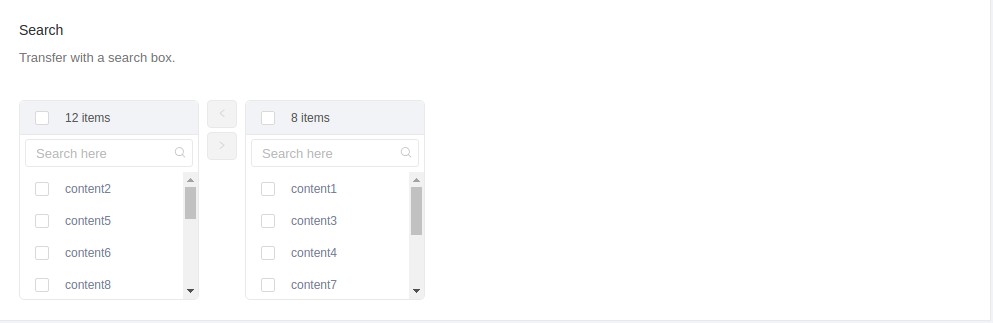 Search
Transfer with a search box.
12 items
Search here
content2
content5
content6
content8
8 items
Search here
content1
content3
content4
content7